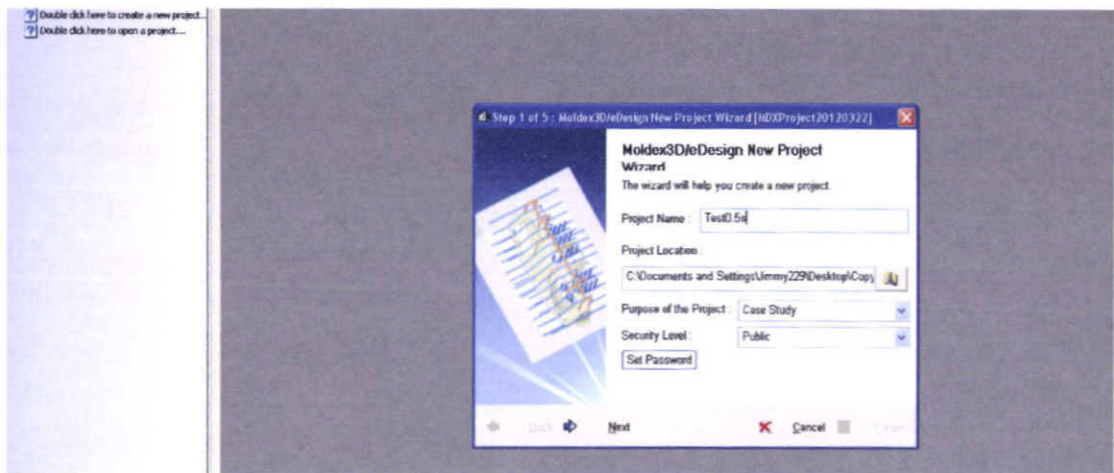 Double click here to create a new project...
Double click here to open a project...
Step 1 of 5 : Moldex3D/eDesign New Project Wizard [MDXProject20120322]
Moldex3D/eDesign New Project
Wizard
The wizard will help you create a new project.
Project Name : Test0.5s
Project Location :
C:\Documents and Settings\Jimmy229\Desktop\Copy
Purpose of the Project : Case Study
Security Level : Public
Set Password
Next Cancel